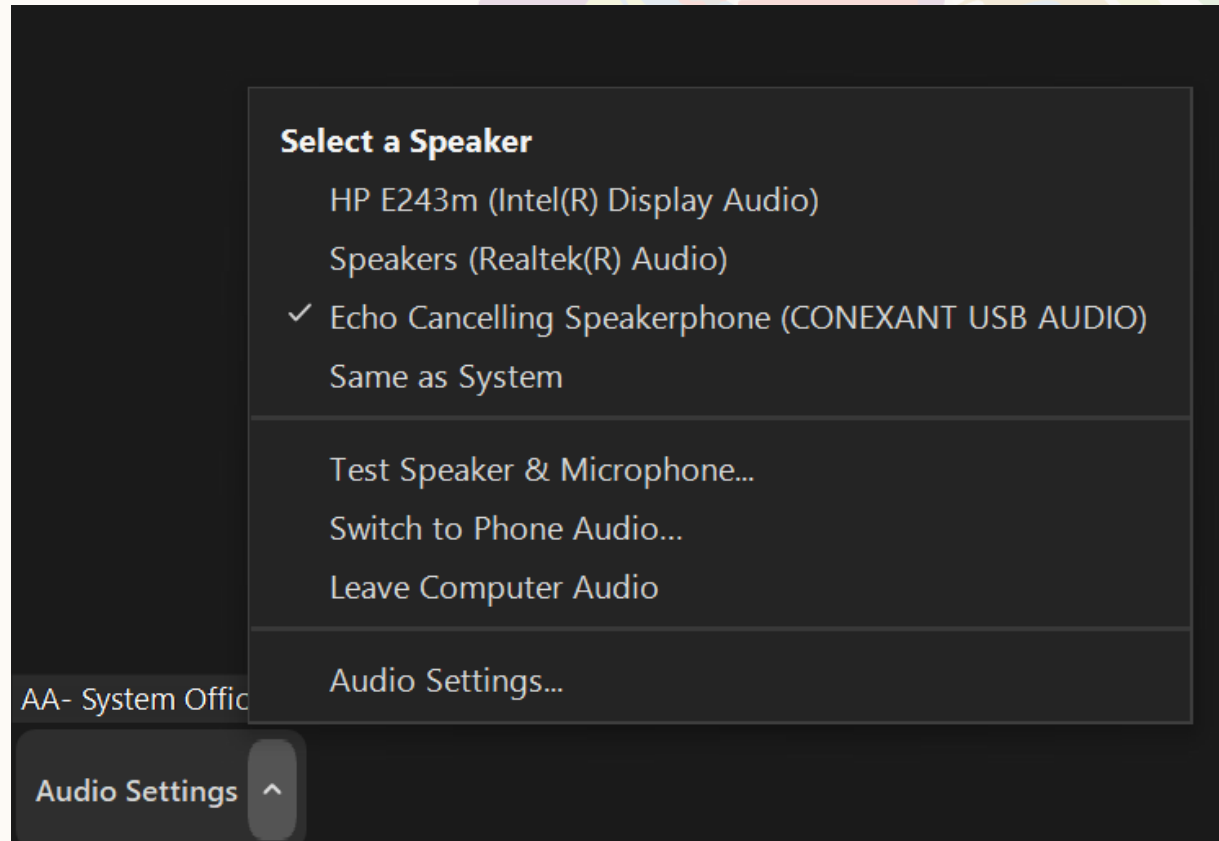 Select a Speaker
HP E243m (Intel(R) Display Audio)
Speakers (Realtek(R) Audio)
Echo Cancelling Speakerphone (CONEXANT USB AUDIO)
Same as System
Test Speaker & Microphone...
Switch to Phone Audio...
Leave Computer Audio
Audio Settings...
AA- System Offic
Audio Settings